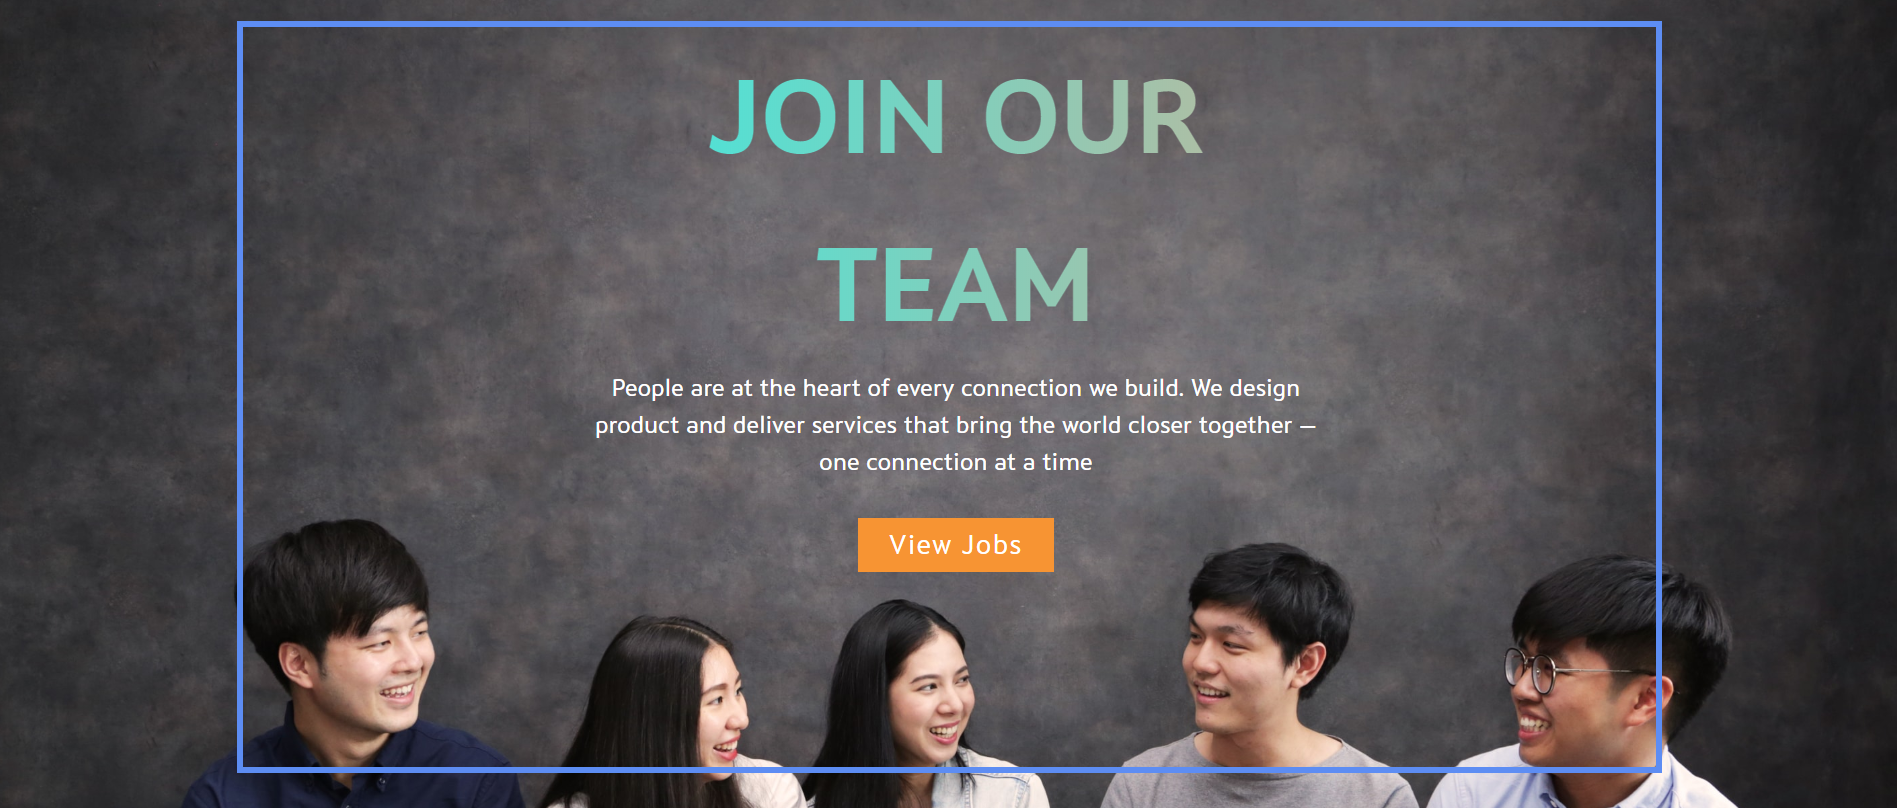 JOIN OUR
TEAM
People are at the heart of every connection we build. We design
product and deliver services that bring the world closer together —
one connection at a time
View Jobs